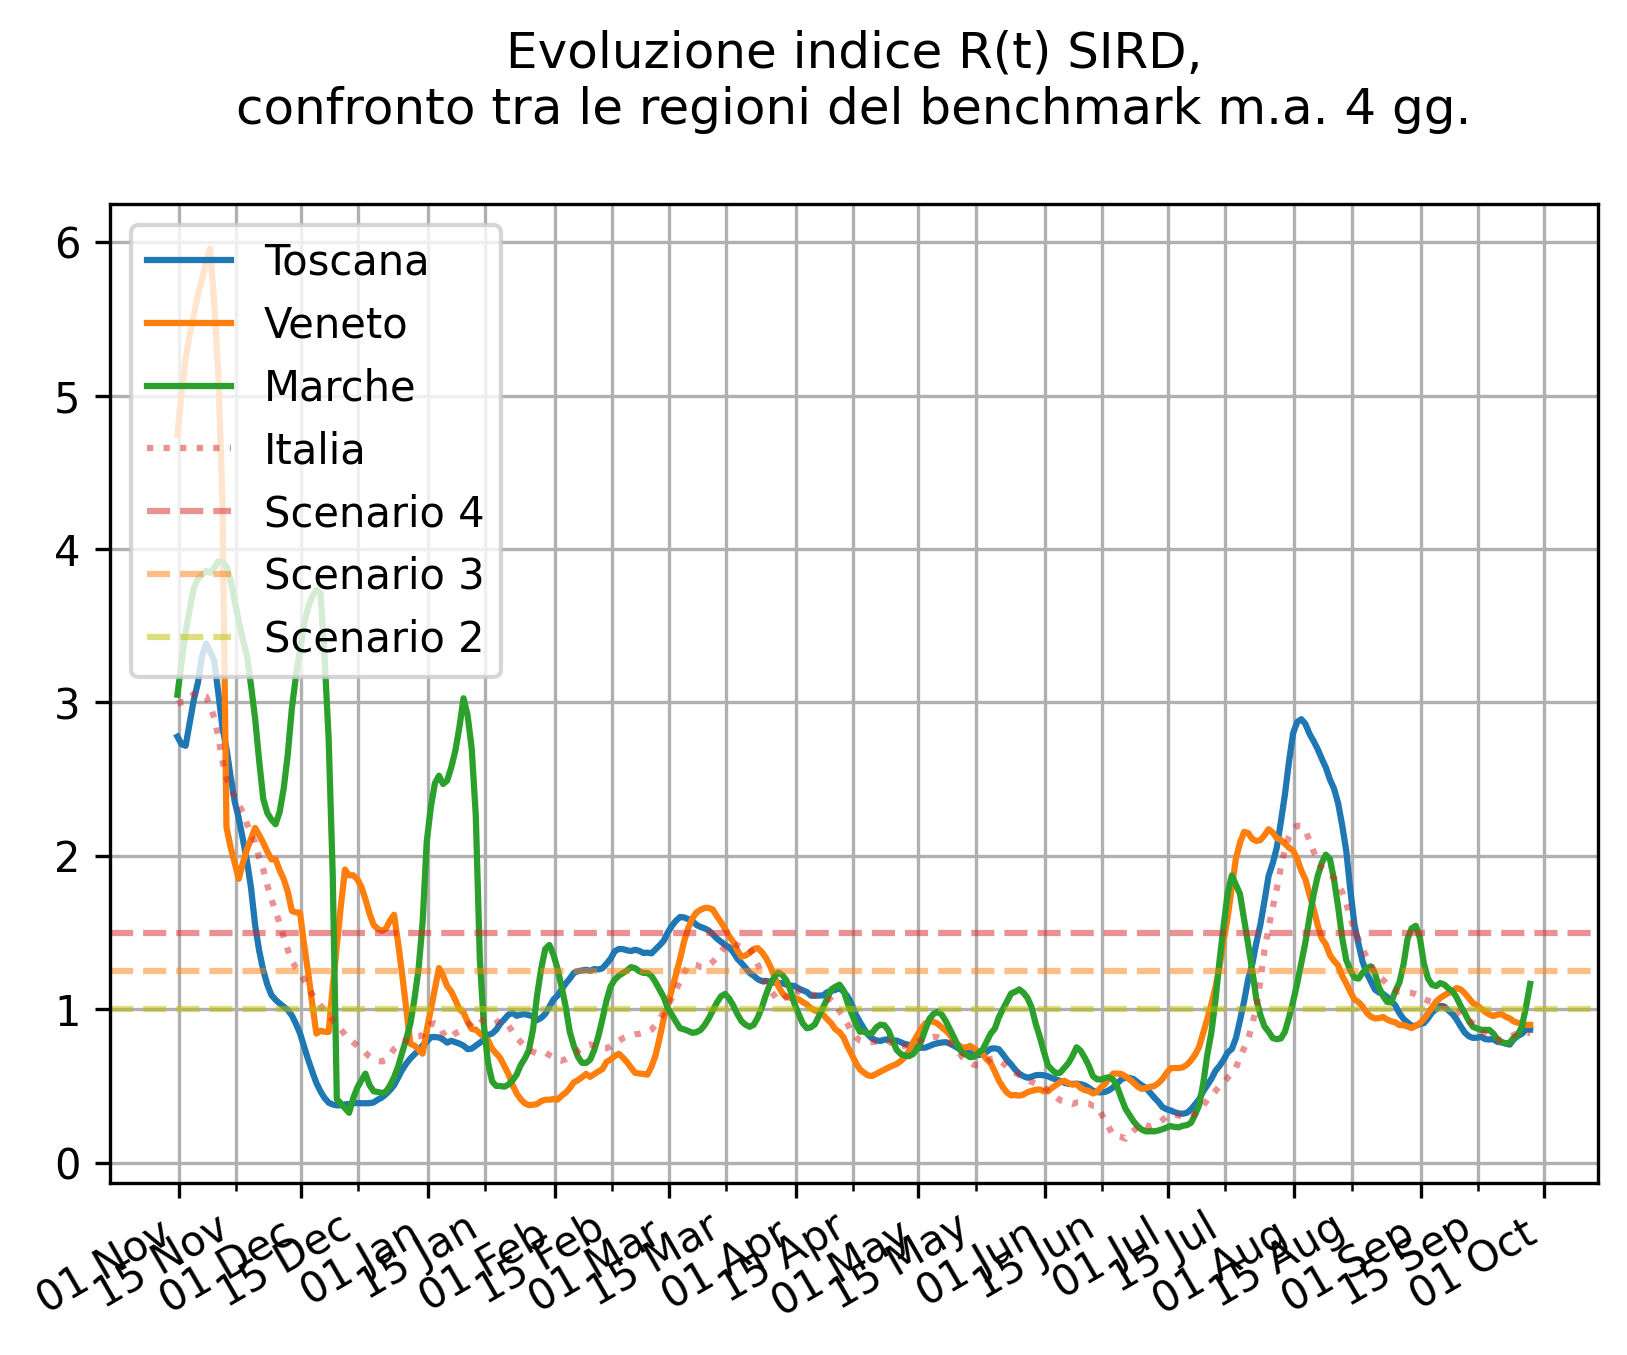 Evoluzione indice R(t) SIRD,
confronto tra le regioni del benchmark m.a. 4 gg.
6
5
4
3
2
1
0
Toscana
Veneto
Marche
Italia
Scenario 4
Scenario 3
Scenario 2
01 Nov
15 Nov
01 Dec
15 Dec
01 Jan
15 Jan
01 Feb
15 Feb
01 Mar
15 Mar
01 Apr
15 Apr
01 May
15 May
01 Jun
15 Jun
01 Jul
15 Jul
01 Aug
15 Aug
01 Sep
15 Sep
01 Oct